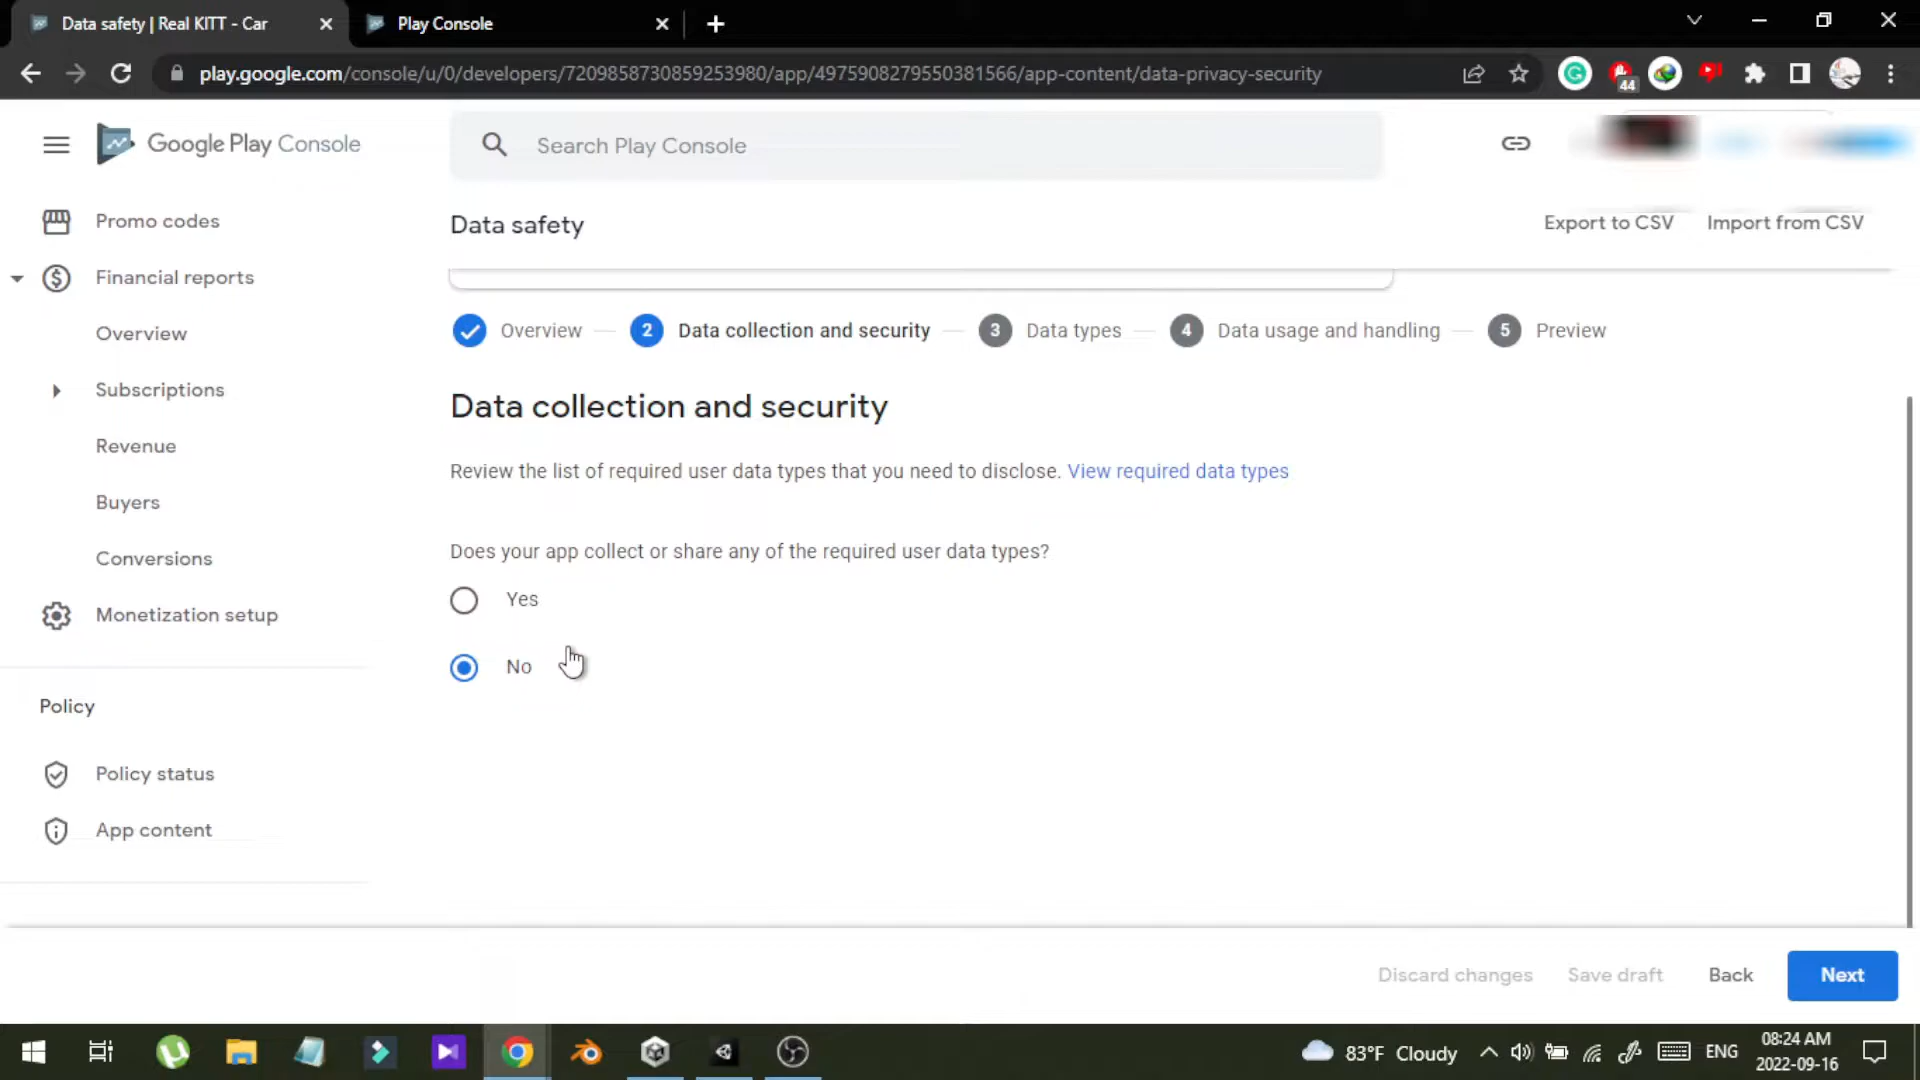 Data safety | Real KITT - Car
Play Console
play.google.com/console/u/0/developers/7209858730859253980/app/4975908279550381566/app-content/data-privacy-security
44
Google Play Console
Search Play Console
Promo codes
Financial reports
Overview
Subscriptions
Revenue
Buyers
Conversions
Monetization setup
Policy
Policy status
App content
Data safety
Export to CSV
Import from CSV
Overview
2 Data collection and security
3 Data types
4 Data usage and handling
5 Preview
Data collection and security
Review the list of required user data types that you need to disclose. View required data types
Does your app collect or share any of the required user data types?
Yes
No
Discard changes
Save draft
Back
Next
83°F Cloudy
ENG
08:24 AM
2022-09-16